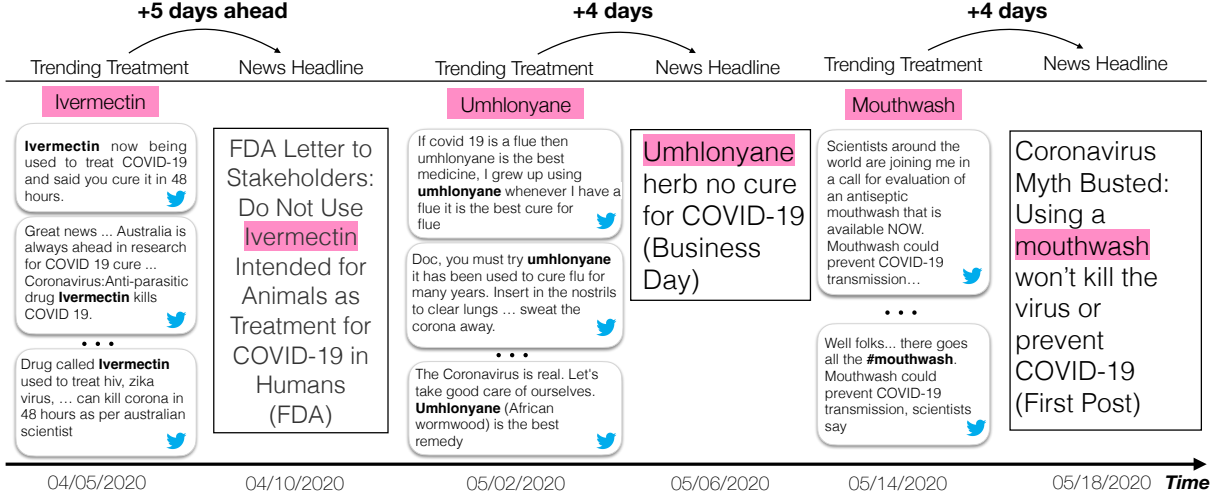 +5 days ahead
+4 days
+4 days
Trending Treatment
News Headline
Trending Treatment
News Headline
Trending Treatment
News Headline
Ivermectin
Ivermectin now being
used to treat COVID-19
and said you cure it in 48
hours.
Great news ... Australia is
always ahead in research
for COVID 19 cure ...
Coronavirus:Anti-parasitic
drug Ivermectin kills
COVID 19.
...
Drug called Ivermectin
used to treat hiv, zika
virus, ... can kill corona in
48 hours as per australian
scientist
FDA Letter to
Stakeholders:
Do Not Use
Ivermectin
Intended for
Animals as
Treatment for
COVID-19 in
Humans
(FDA)
Umhlonyane
If covid 19 is a flue then
umhlonyane is the best
medicine, I grew up using
umhlonyane whenever I have a
flue it is the best cure for
flue
Doc, you must try umhlonyane
it has been used to cure flu for
many years. Insert in the nostrils
to clear lungs ... sweat the
corona away.
...
The Coronavirus is real. Let's
take good care of ourselves.
Umhlonyane (African
wormwood) is the best
remedy
Umhlonyane
herb no cure
for COVID-19
(Business
Day)
Mouthwash
Scientists around the
world are joining me in
a call for evaluation of
an antiseptic
mouthwash that is
available NOW.
Mouthwash could
prevent COVID-19
transmission...
...
Well folks... there goes
all the #mouthwash.
Mouthwash could
prevent COVID-19
transmission, scientists
say
Coronavirus
Myth Busted:
Using a
mouthwash
won't kill the
virus or
prevent
COVID-19
(First Post)
04/05/2020
04/10/2020
05/02/2020
05/06/2020
05/14/2020
05/18/2020
Time